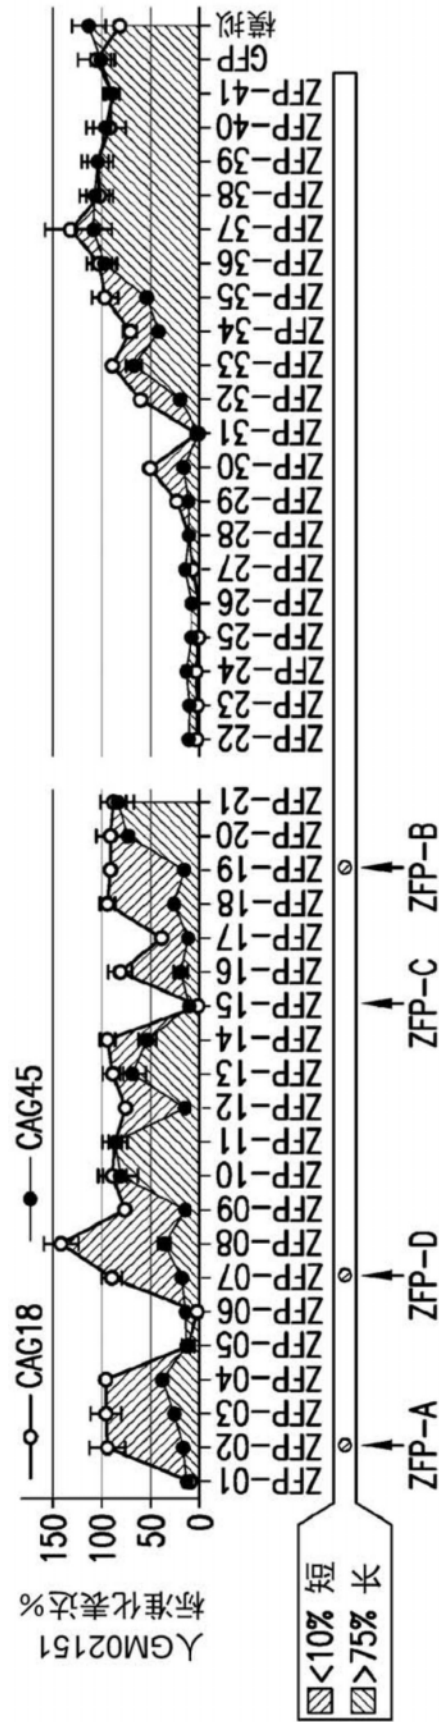 CAG18
CAG45
人GM02151
标准化表达%
150
100
50
0
ZFP-01
ZFP-02
ZFP-03
ZFP-04
ZFP-05
ZFP-06
ZFP-07
ZFP-08
ZFP-09
ZFP-10
ZFP-11
ZFP-12
ZFP-13
ZFP-14
ZFP-15
ZFP-16
ZFP-17
ZFP-18
ZFP-19
ZFP-20
ZFP-21
ZFP-22
ZFP-23
ZFP-24
ZFP-25
ZFP-26
ZFP-27
ZFP-28
ZFP-29
ZFP-30
ZFP-31
ZFP-32
ZFP-33
ZFP-34
ZFP-35
ZFP-36
ZFP-37
ZFP-38
ZFP-39
ZFP-40
ZFP-41
GFP
模拟
<10% 短
>75% 长
ZFP-A
ZFP-D
ZFP-C
ZFP-B